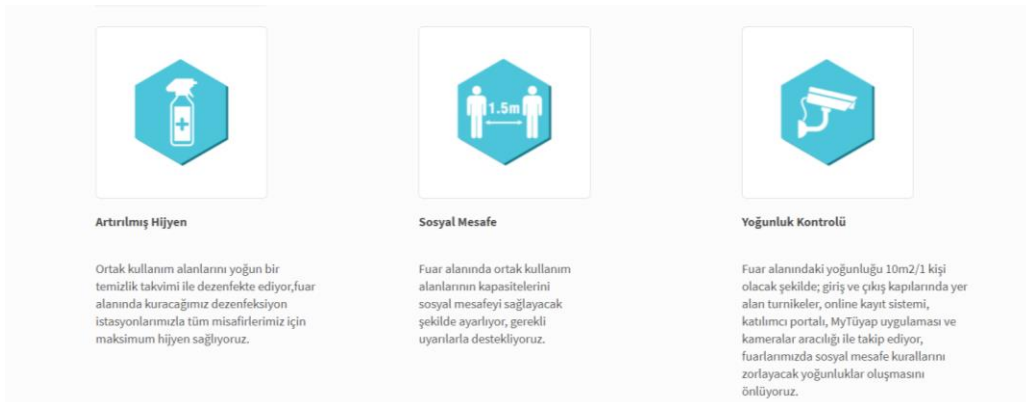 1.5m
Artırılmış Hijyen
Ortak kullanım alanlarını yoğun bir
temizlik takvimi ile dezenfekte ediyor,fuar
alanında kuracağımız dezenfeksiyon
istasyonlarımızla tüm misafirlerimiz için
maksimum hijyen sağlıyoruz.
Sosyal Mesafe
Fuar alanında ortak kullanım
alanlarının kapasitelerini
sosyal mesafeyi sağlayacak
şekilde ayarlıyor, gerekli
uyarılarla destekliyoruz.
Yoğunluk Kontrolü
Fuar alanındaki yoğunluğu 10m2/1 kişi
olacak şekilde; giriş ve çıkış kapılarında yer
alan turnikeler, online kayıt sistemi,
katılımcı portalı, MyTüyap uygulaması ve
kameralar aracılığı ile takip ediyor,
fuarlarımızda sosyal mesafe kurallarını
zorlayacak yoğunluklar oluşmasını
önlüyoruz.